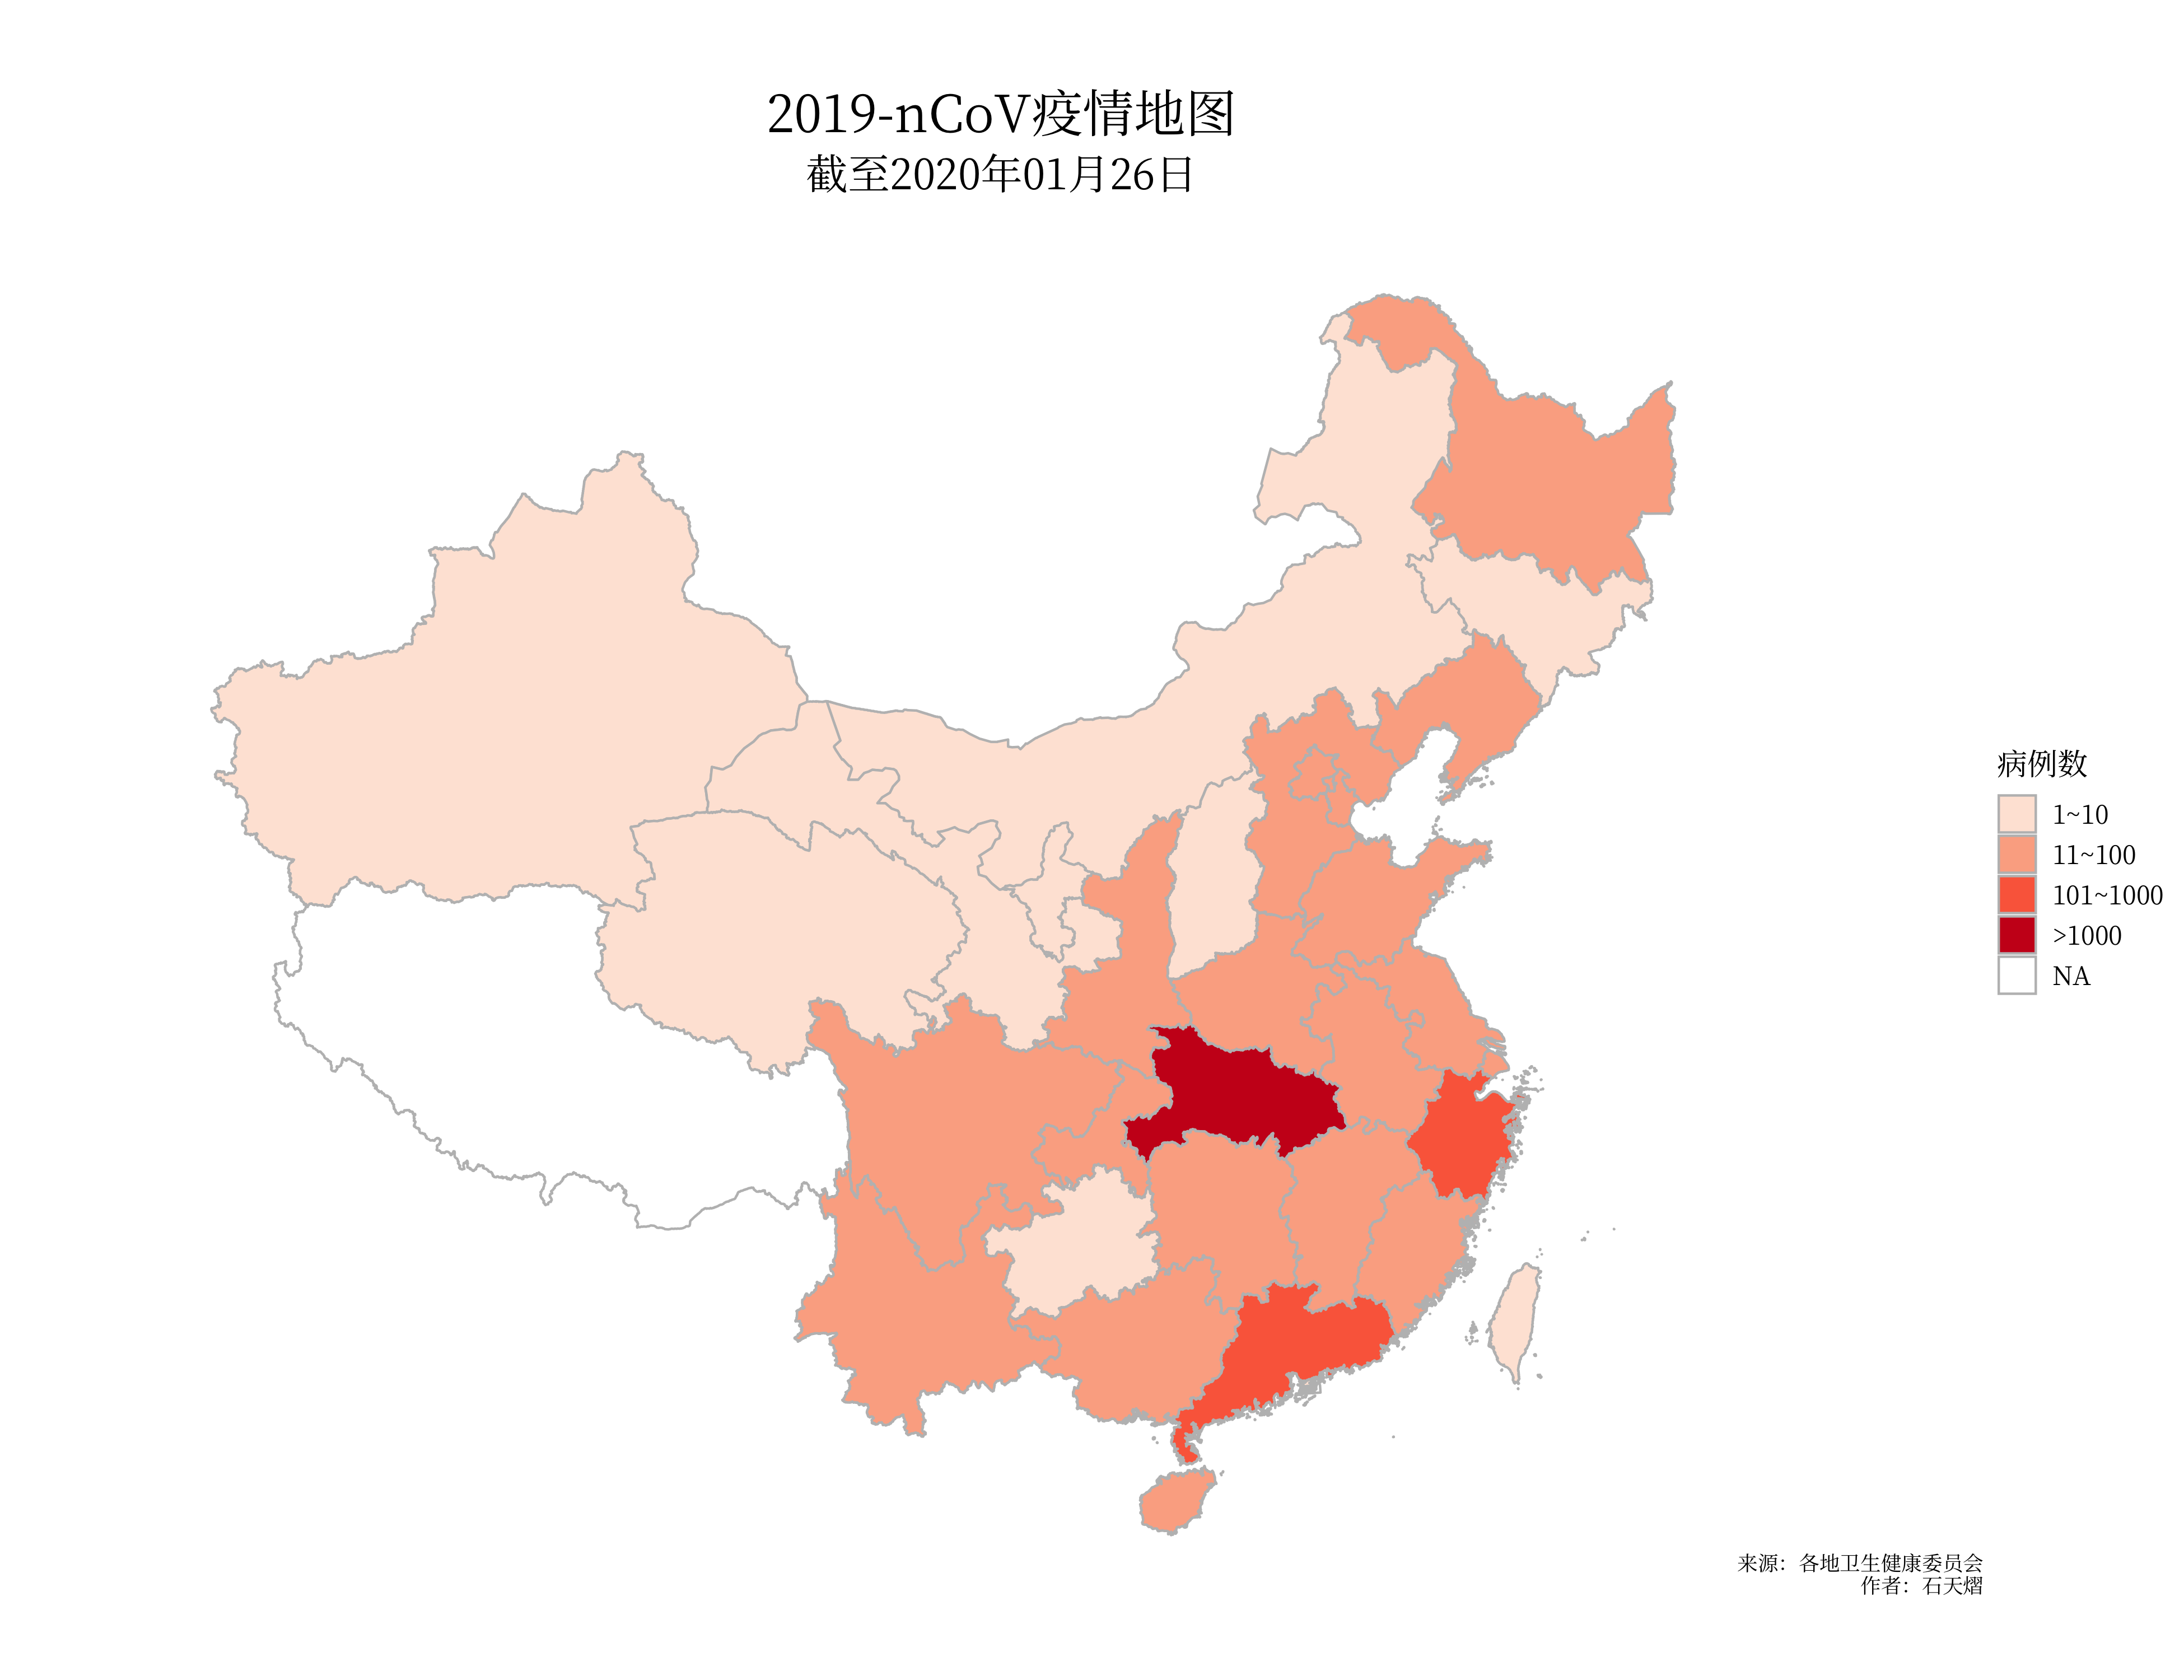 2019-nCoV疫情地图
截至2020年01月26日
病例数
1~10
11~100
101~1000
>1000
NA
来源：各地卫生健康委员会
作者：石天熠